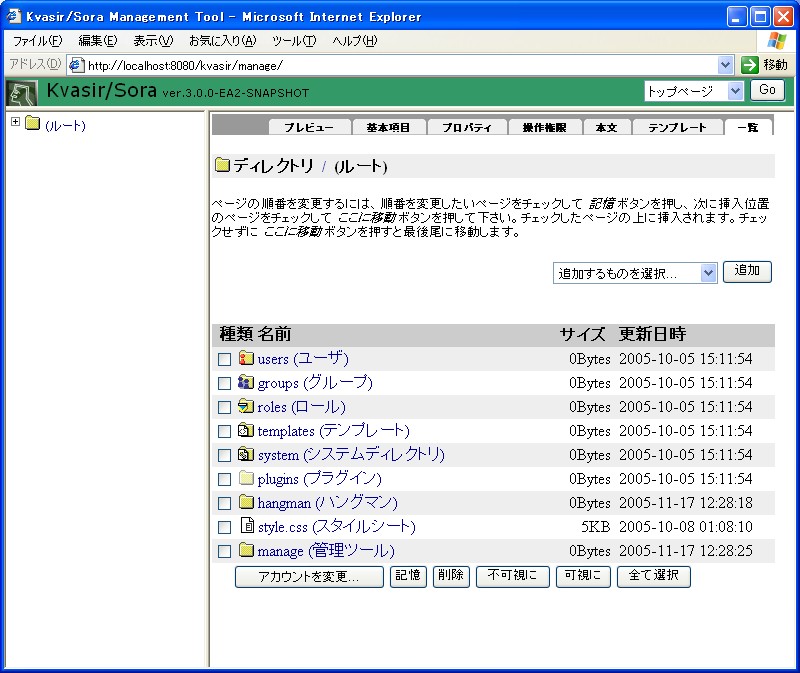 Kvasir/Sora Management Tool - Microsoft Internet Explorer
ファイル(F) 編集(E) 表示(V) お気に入り(A) ツール(T) ヘルプ(H)
アドレス(D) http://localhost:8080/kvasir/manage/ 移動
Kvasir/Sora ver.3.0.0-EA2-SNAPSHOT トップページ Go
(ルート)
プレビュー 基本項目 プロパティ 操作権限 本文 テンプレート 一覧
ディレクトリ / (ルート)
ページの順番を変更するには、順番を変更したいページをチェックして 記憶 ボタンを押し、次に挿入位置
のページをチェックして ここに移動 ボタンを押して下さい。チェックしたページの上に挿入されます。チェッ
クせずに ここに移動 ボタンを押すと最後尾に移動します。
追加するものを選択... 追加
種類 名前 サイズ 更新日時
users (ユーザ) 0Bytes 2005-10-05 15:11:54
groups (グループ) 0Bytes 2005-10-05 15:11:54
roles (ロール) 0Bytes 2005-10-05 15:11:54
templates (テンプレート) 0Bytes 2005-10-05 15:11:54
system (システムディレクトリ) 0Bytes 2005-10-05 15:11:54
plugins (プラグイン) 0Bytes 2005-10-05 15:11:54
hangman (ハングマン) 0Bytes 2005-11-17 12:28:18
style.css (スタイルシート) 5KB 2005-10-08 01:08:10
manage (管理ツール) 0Bytes 2005-11-17 12:28:25
アカウントを変更... 記憶 削除 不可視に 可視に 全て選択